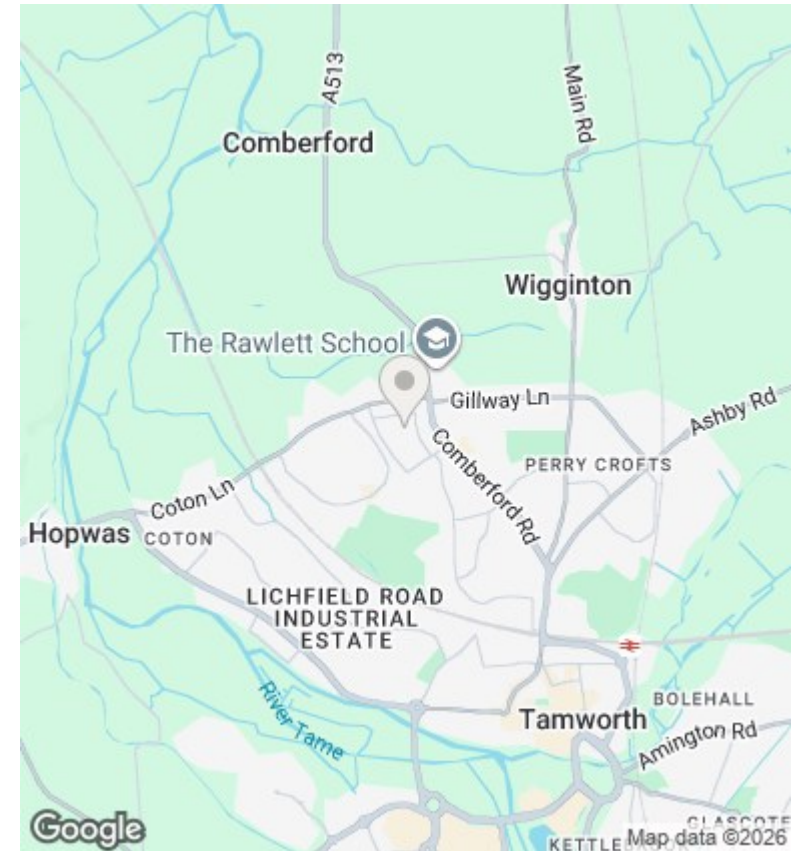 A513
Main Rd
Comberford
Wigginton
The Rawlett School
Gillway Ln
Ashby Rd
Comberford Rd
PERRY CROFTS
Coton Ln
Hopwas
COTON
LICHFIELD ROAD
INDUSTRIAL
ESTATE
River Tame
BOLEHALL
Tamworth
Amington Rd
GLASCOTE
Google
Map data ©2026